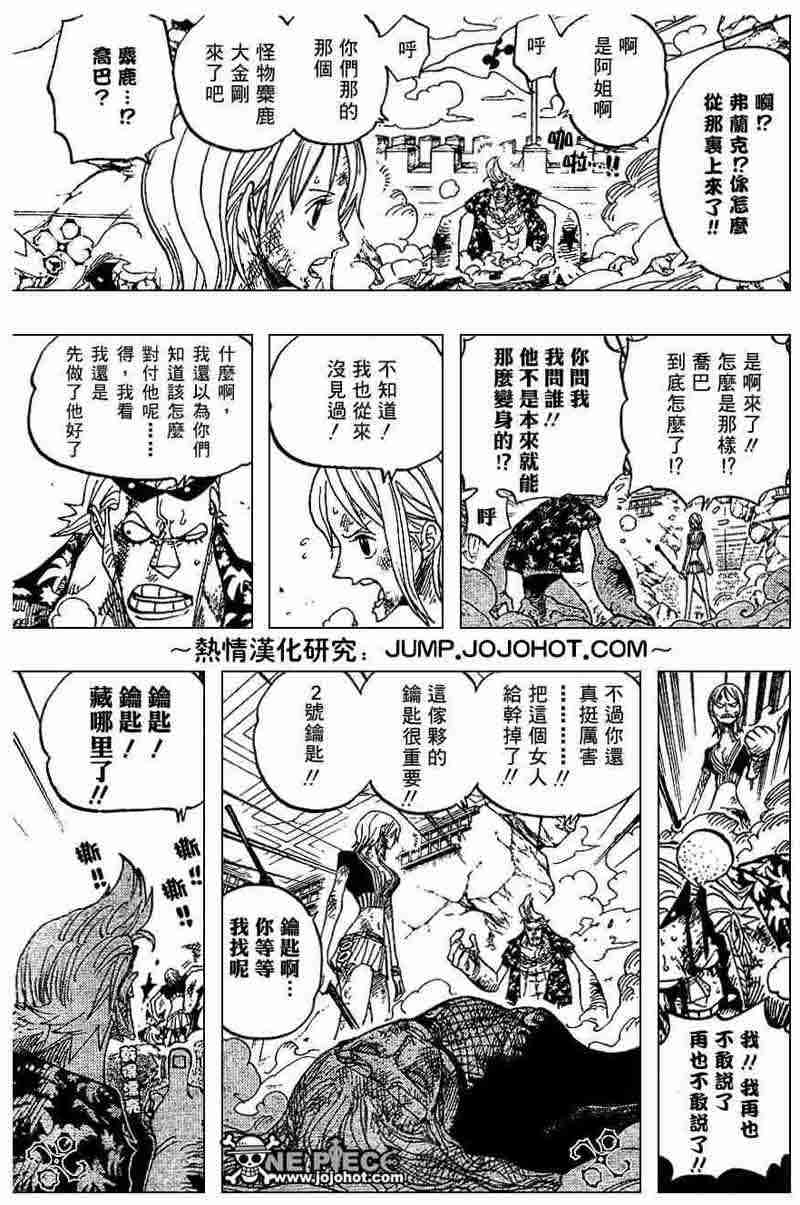 啊!?
弗蘭克!?你怎麼
從那裏上來了!!
啊
是阿姐啊
呼
你們那的
那個
怪物麋鹿
大金剛
來了吧
呼
麋鹿…!?
喬巴?
咖
啦
…!!
是啊來了!!
怎麼是那樣!?
喬巴
到底怎麼了!?
你問我
我問誰!!
他不是本來就能
那麼變身的!?
呼
不知道!
我也從來
沒見過!
什麼啊,
我還以為你們
知道該怎麼
對付他呢……
得,我看
我還是
先做了他好了
~熱情漢化研究: JUMP.JOJOHOT.COM~
我!!我再也
不敢說了
再也不敢說了!!
不過你還
真挺厲害
…………
把這個女人
給幹掉了!!
這傢夥的
鑰匙很重要!!
2號鑰匙!!
鑰匙啊…
你等等
我找呢
鑰匙!
鑰匙!
藏哪里了!!
撕!!
撕!!
撕!!
幹得漂亮
ONE PIECE
www.jojohot.com